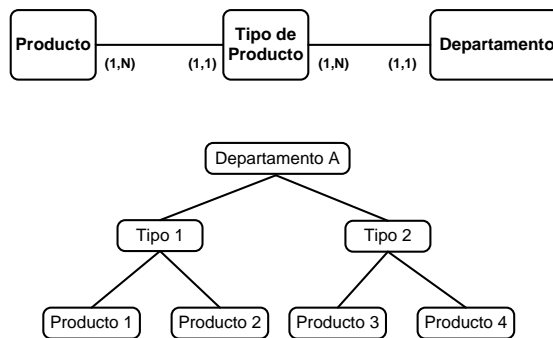 Producto
Tipo de
Producto
Departamento
(1,N)
(1,1)
(1,N)
(1,1)
Departamento A
Tipo 1
Tipo 2
Producto 1
Producto 2
Producto 3
Producto 4